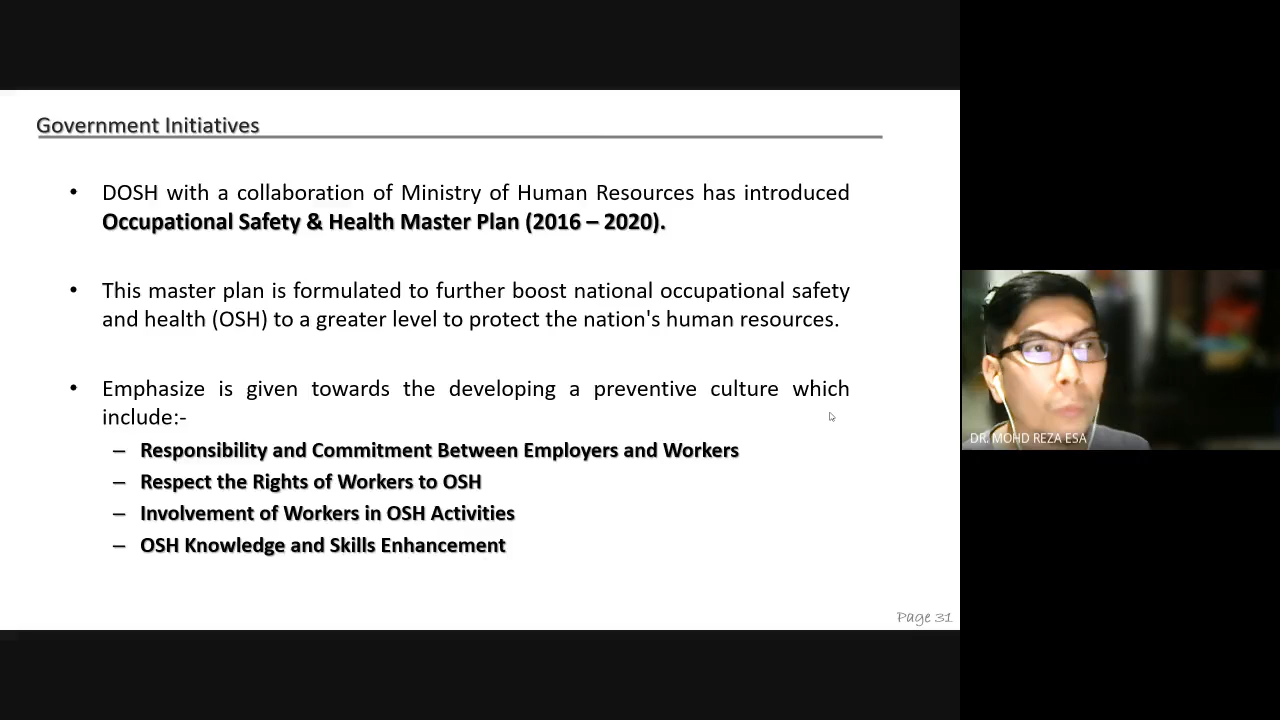 Government Initiatives
• DOSH with a collaboration of Ministry of Human Resources has introduced
Occupational Safety & Health Master Plan (2016 – 2020).
• This master plan is formulated to further boost national occupational safety
and health (OSH) to a greater level to protect the nation's human resources.
• Emphasize is given towards the developing a preventive culture which
include:-
– Responsibility and Commitment Between Employers and Workers
– Respect the Rights of Workers to OSH
– Involvement of Workers in OSH Activities
– OSH Knowledge and Skills Enhancement
Page 31
DR. MOHD REZA ESA